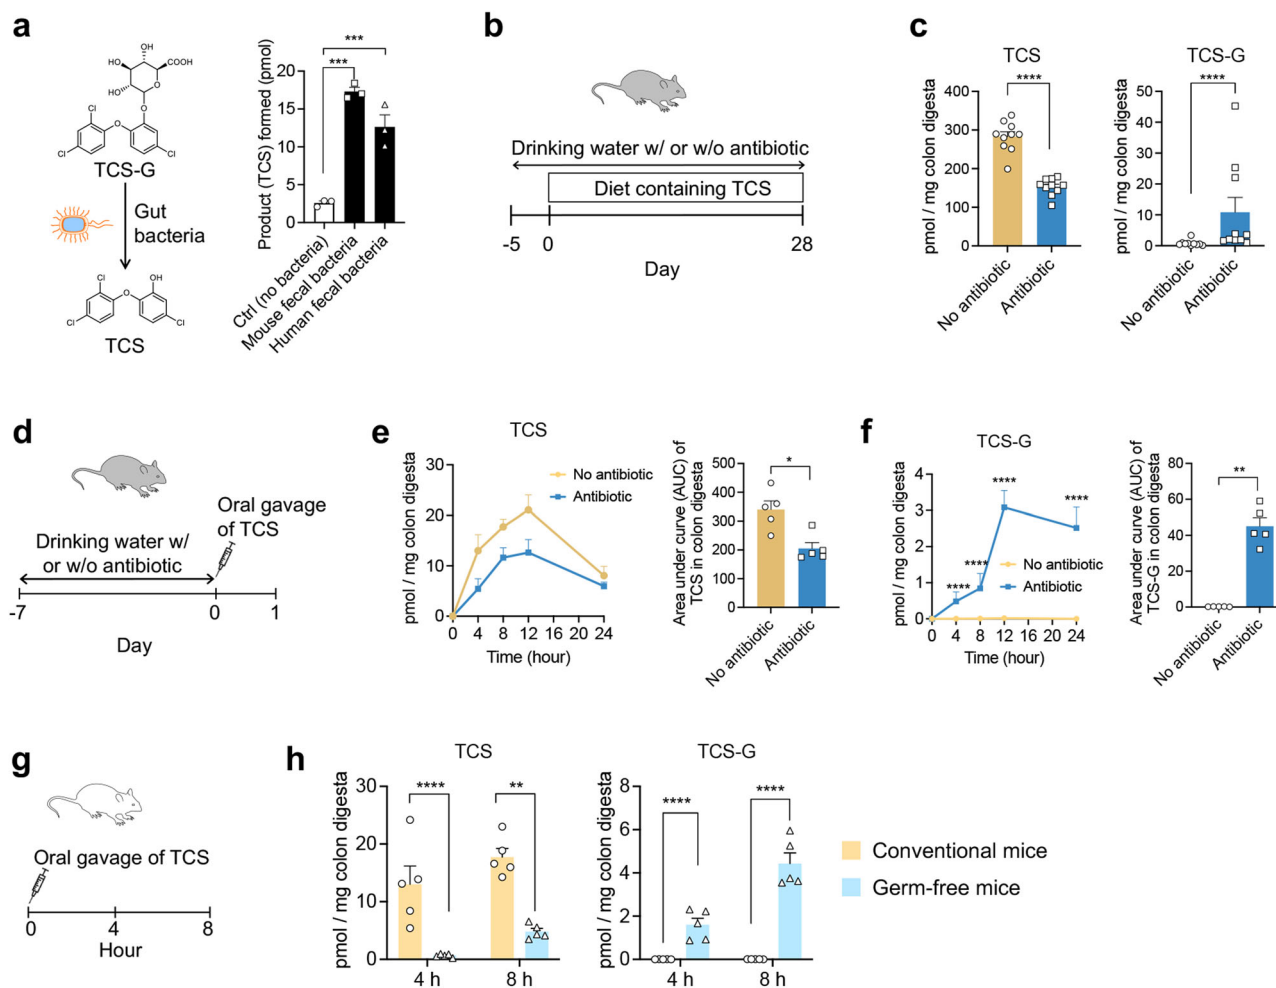 a
OH
HO
COOH
HO
OH
O
O
Cl
O
Cl
Cl
TCS-G
Gut
bacteria
OH
Cl
O
Cl
Cl
TCS
Product (TCS) formed (pmol)
***
***
20
15
10
5
0
Ctrl (no bacteria)
Mouse fecal bacteria
Human fecal bacteria
b
Drinking water w/ or w/o antibiotic
Diet containing TCS
-5 0 28
Day
c
TCS
pmol / mg colon digesta
****
400
300
200
100
0
No antibiotic
Antibiotic
TCS-G
pmol / mg colon digesta
****
50
40
30
20
10
0
No antibiotic
Antibiotic
d
Oral gavage
of TCS
Drinking water w/
or w/o antibiotic
-7 0 1
Day
e
TCS
pmol / mg colon digesta
30
20
10
0
No antibiotic
Antibiotic
0 4 8 12 16 20 24
Time (hour)
Area under curve (AUC) of
TCS in colon digesta
*
500
400
300
200
100
0
No antibiotic
Antibiotic
f
TCS-G
pmol / mg colon digesta
4
3
2
1
0
****
****
****
****
No antibiotic
Antibiotic
0 4 8 12 16 20 24
Time (hour)
Area under curve (AUC) of
TCS-G in colon digesta
**
80
60
40
20
0
No antibiotic
Antibiotic
g
Oral gavage of TCS
0 4 8
Hour
h
TCS
pmol / mg colon digesta
****
**
30
20
10
0
4 h 8 h
TCS-G
pmol / mg colon digesta
****
****
8
6
4
2
0
4 h 8 h
Conventional mice
Germ-free mice